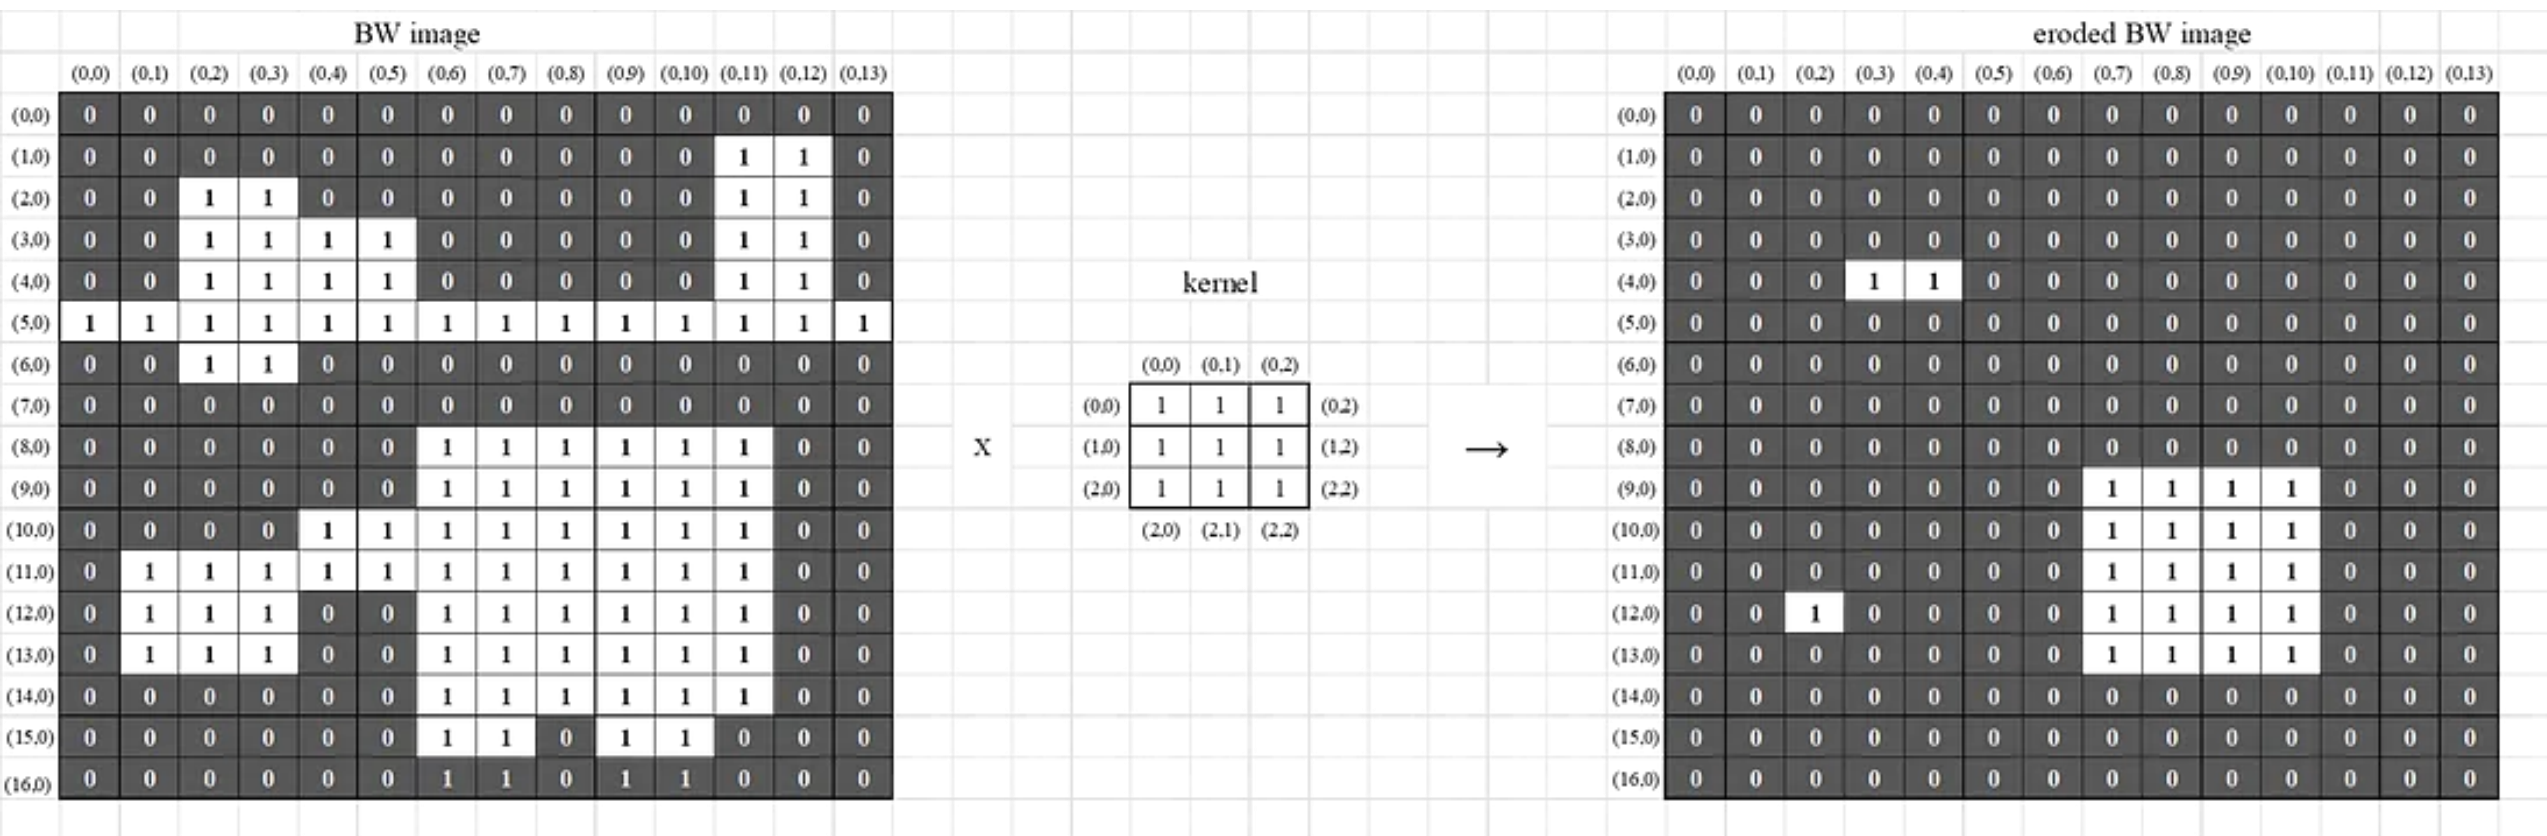 BW image eroded BW image
(0,0) (0,1) (0,2) (0,3) (0,4) (0,5) (0,6) (0,7) (0,8) (0,9) (0,10) (0,11) (0,12) (0,13) (0,0) (0,1) (0,2) (0,3) (0,4) (0,5) (0,6) (0,7) (0,8) (0,9) (0,10) (0,11) (0,12) (0,13)
(0,0) 0 0 0 0 0 0 0 0 0 0 0 0 0 0 (0,0) 0 0 0 0 0 0 0 0 0 0 0 0 0 0
(1,0) 0 0 0 0 0 0 0 0 0 0 0 1 1 0 (1,0) 0 0 0 0 0 0 0 0 0 0 0 0 0 0
(2,0) 0 0 1 1 0 0 0 0 0 0 0 1 1 0 (2,0) 0 0 0 0 0 0 0 0 0 0 0 0 0 0
(3,0) 0 0 1 1 1 1 0 0 0 0 0 1 1 0 (3,0) 0 0 0 0 0 0 0 0 0 0 0 0 0 0
(4,0) 0 0 1 1 1 1 0 0 0 0 0 1 1 0 kernel (4,0) 0 0 0 1 1 0 0 0 0 0 0 0 0 0
(5,0) 1 1 1 1 1 1 1 1 1 1 1 1 1 1 (5,0) 0 0 0 0 0 0 0 0 0 0 0 0 0 0
(6,0) 0 0 1 1 0 0 0 0 0 0 0 0 0 0 (0,0) (0,1) (0,2) (6,0) 0 0 0 0 0 0 0 0 0 0 0 0 0 0
(7,0) 0 0 0 0 0 0 0 0 0 0 0 0 0 0 (0,0) 1 1 1 (0,2) (7,0) 0 0 0 0 0 0 0 0 0 0 0 0 0 0
(8,0) 0 0 0 0 0 0 1 1 1 1 1 1 0 0 X (1,0) 1 1 1 (1,2) → (8,0) 0 0 0 0 0 0 0 0 0 0 0 0 0 0
(9,0) 0 0 0 0 0 0 1 1 1 1 1 1 0 0 (2,0) 1 1 1 (2,2) (9,0) 0 0 0 0 0 0 0 1 1 1 1 0 0 0
(10,0) 0 0 0 0 1 1 1 1 1 1 1 1 0 0 (2,0) (2,1) (2,2) (10,0) 0 0 0 0 0 0 0 1 1 1 1 0 0 0
(11,0) 0 1 1 1 1 1 1 1 1 1 1 1 0 0 (11,0) 0 0 0 0 0 0 0 1 1 1 1 0 0 0
(12,0) 0 1 1 1 0 0 1 1 1 1 1 1 0 0 (12,0) 0 0 1 0 0 0 0 1 1 1 1 0 0 0
(13,0) 0 1 1 1 0 0 1 1 1 1 1 1 0 0 (13,0) 0 0 0 0 0 0 0 1 1 1 1 0 0 0
(14,0) 0 0 0 0 0 0 1 1 1 1 1 1 0 0 (14,0) 0 0 0 0 0 0 0 0 0 0 0 0 0 0
(15,0) 0 0 0 0 0 0 1 1 0 1 1 0 0 0 (15,0) 0 0 0 0 0 0 0 0 0 0 0 0 0 0
(16,0) 0 0 0 0 0 0 1 1 0 1 1 0 0 0 (16,0) 0 0 0 0 0 0 0 0 0 0 0 0 0 0